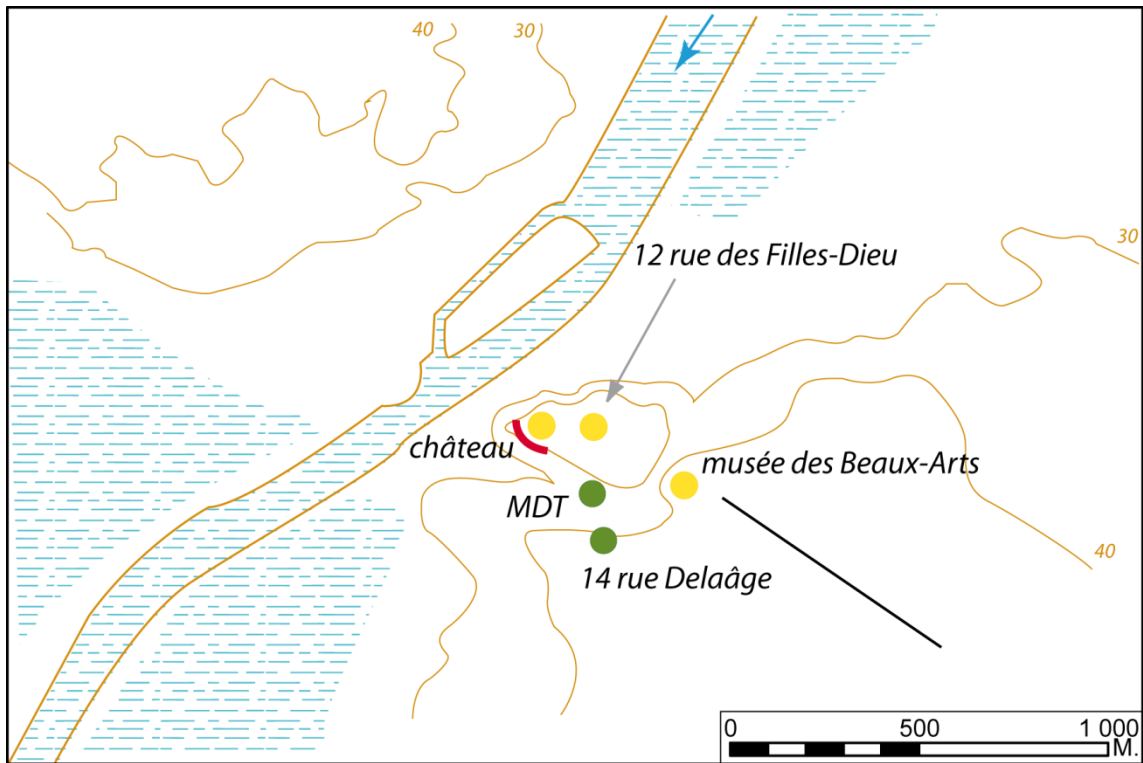 40
30
30
12 rue des Filles-Dieu
château
musée des Beaux-Arts
MDT
14 rue Delaâge
40
0 500 1 000
M.